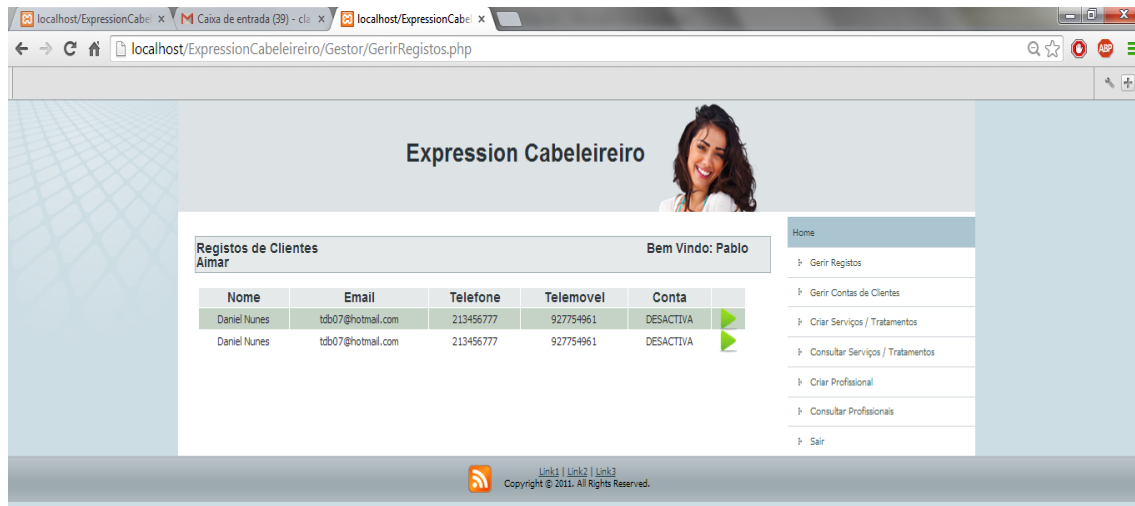 localhost/ExpressionCabel
Caixa de entrada (39) - cla
localhost/ExpressionCabel
localhost/ExpressionCabeleireiro/Gestor/GerirRegistos.php
ABP
Expression Cabeleireiro
Registos de Clientes Bem Vindo: Pablo
Aimar
Nome Email Telefone Telemovel Conta
Daniel Nunes tdb07@hotmail.com 213456777 927754961 DESACTIVA
Daniel Nunes tdb07@hotmail.com 213456777 927754961 DESACTIVA
Home
Gerir Registos
Gerir Contas de Clientes
Criar Serviços / Tratamentos
Consultar Serviços / Tratamentos
Criar Profissional
Consultar Profissionais
Sair
Link1 | Link2 | Link3
Copyright © 2011. All Rights Reserved.